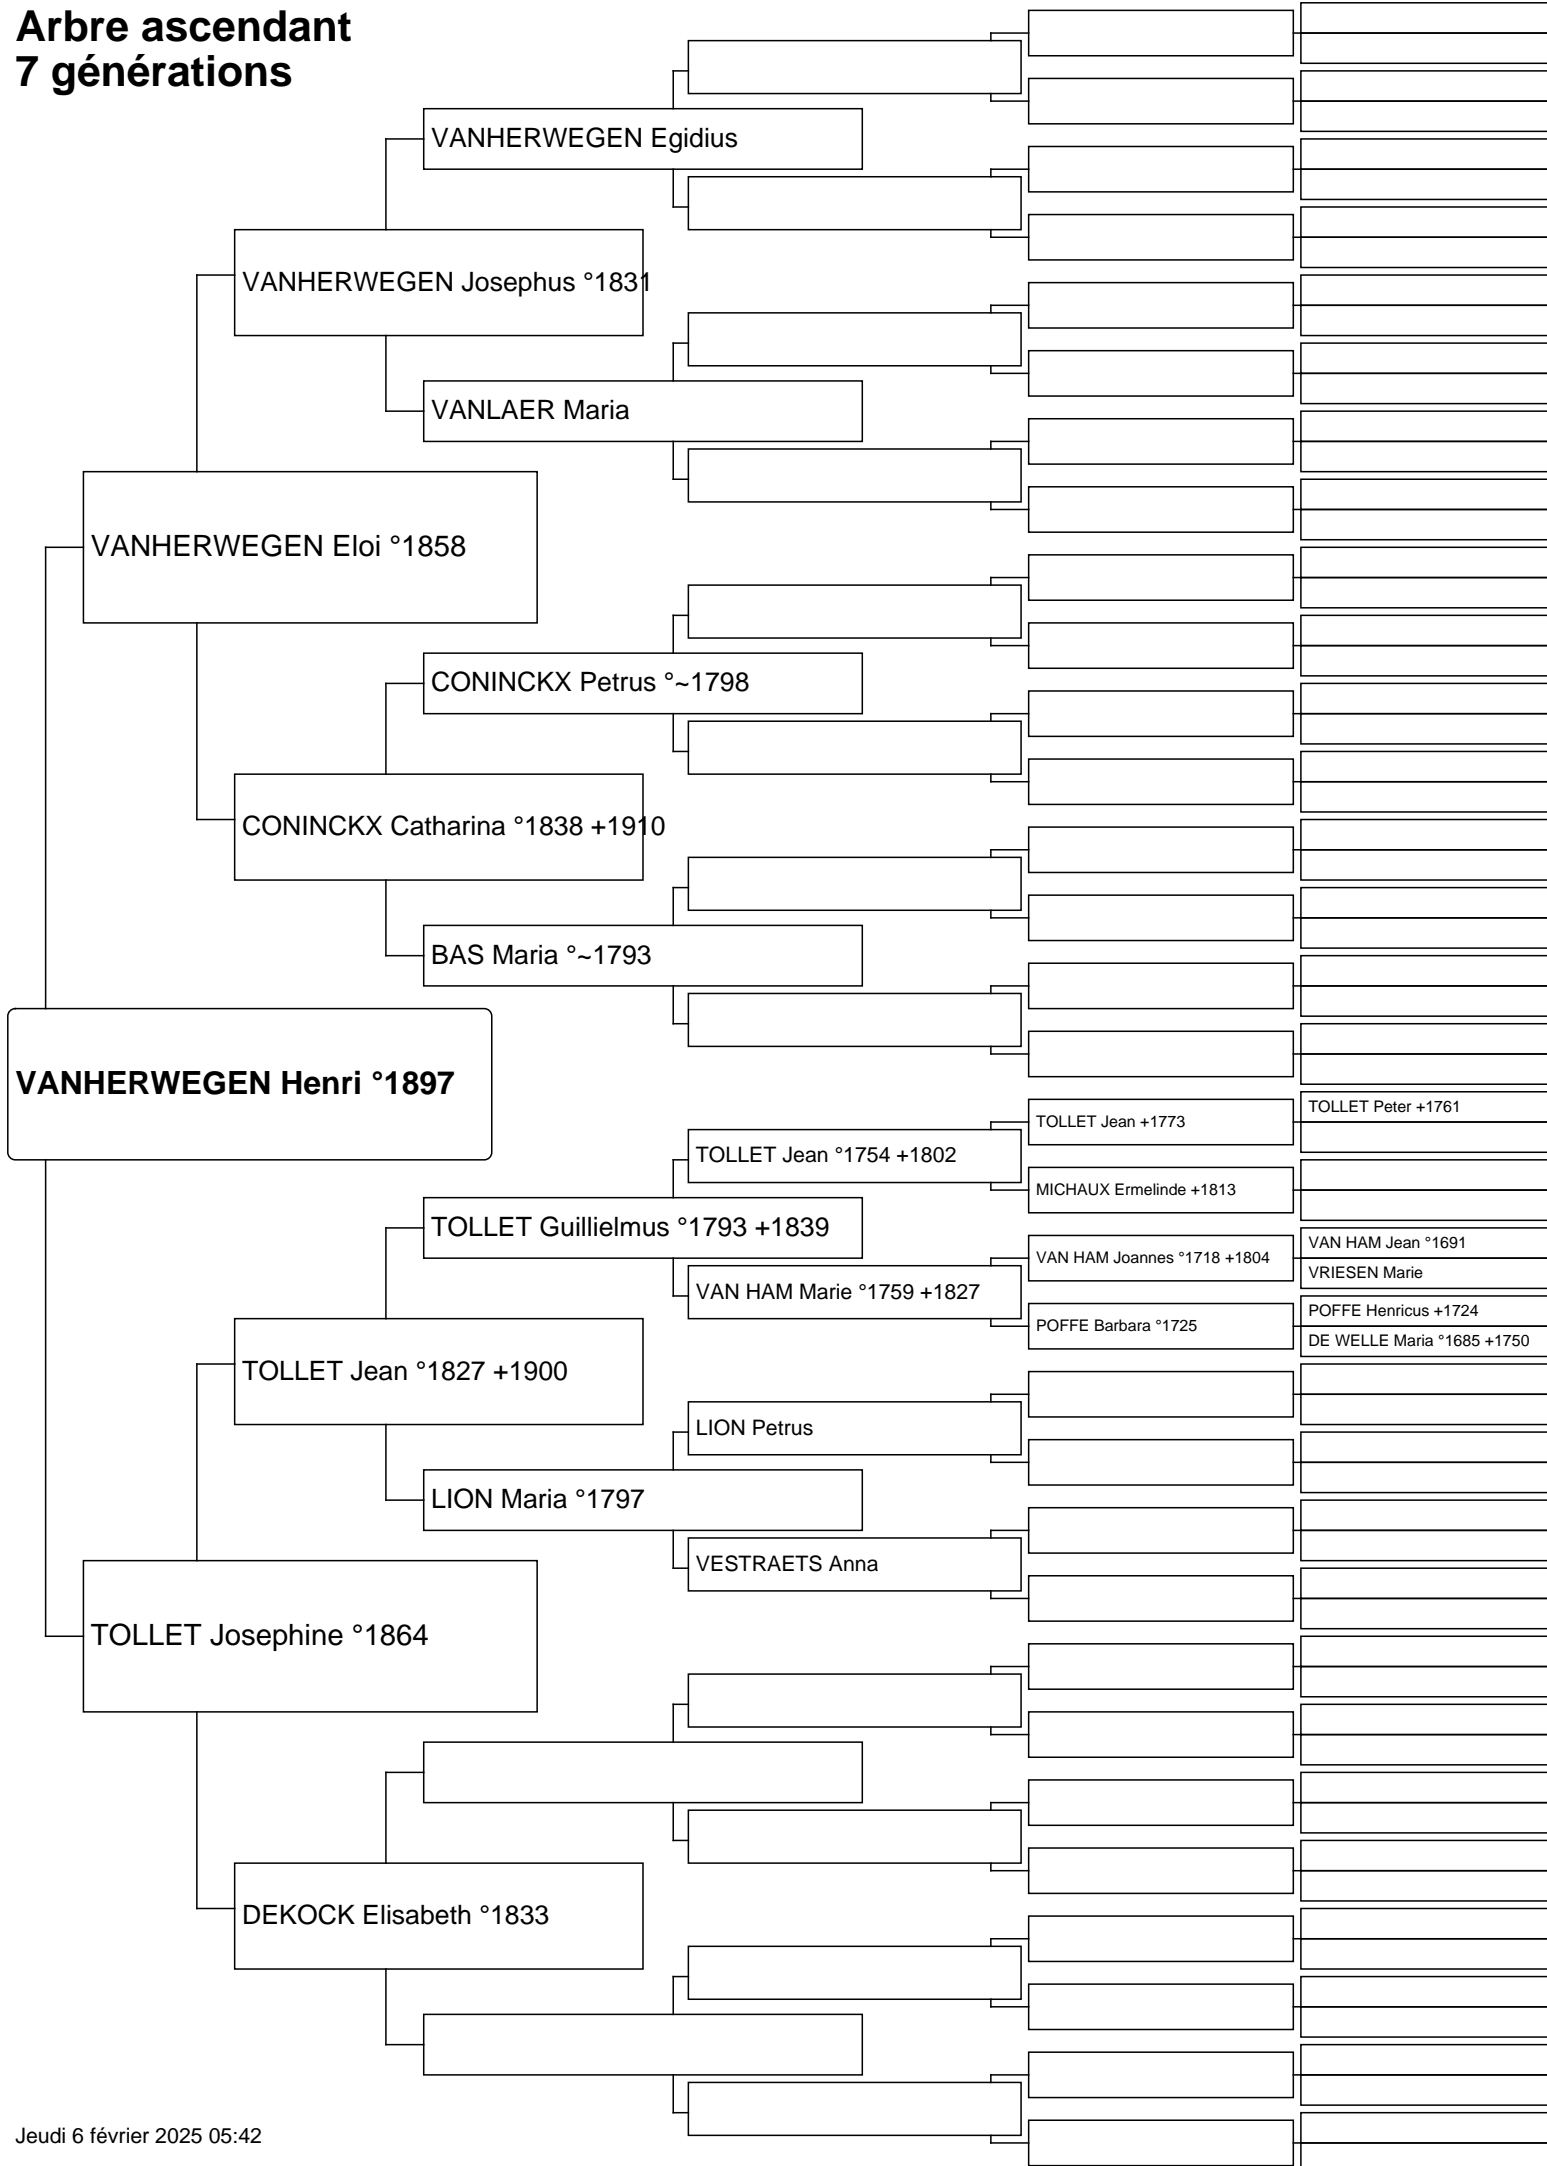 Arbre ascendant
7 générations
VANHERWEGEN Egidius
VANHERWEGEN Josephus °1831
VANLAER Maria
VANHERWEGEN Eloi °1858
CONINCKX Petrus °~1798
CONINCKX Catharina °1838 +1910
BAS Maria °~1793
VANHERWEGEN Henri °1897
TOLLET Peter +1761
TOLLET Jean +1773
TOLLET Jean °1754 +1802
MICHAUX Ermelinde +1813
TOLLET Guillielmus °1793 +1839
VAN HAM Jean °1691
VAN HAM Joannes °1718 +1804
VRIESEN Marie
VAN HAM Marie °1759 +1827
POFFE Henricus +1724
POFFE Barbara °1725
DE WELLE Maria °1685 +1750
TOLLET Jean °1827 +1900
LION Petrus
LION Maria °1797
VESTRAETS Anna
TOLLET Josephine °1864
DEKOCK Elisabeth °1833
Jeudi 6 février 2025 05:42